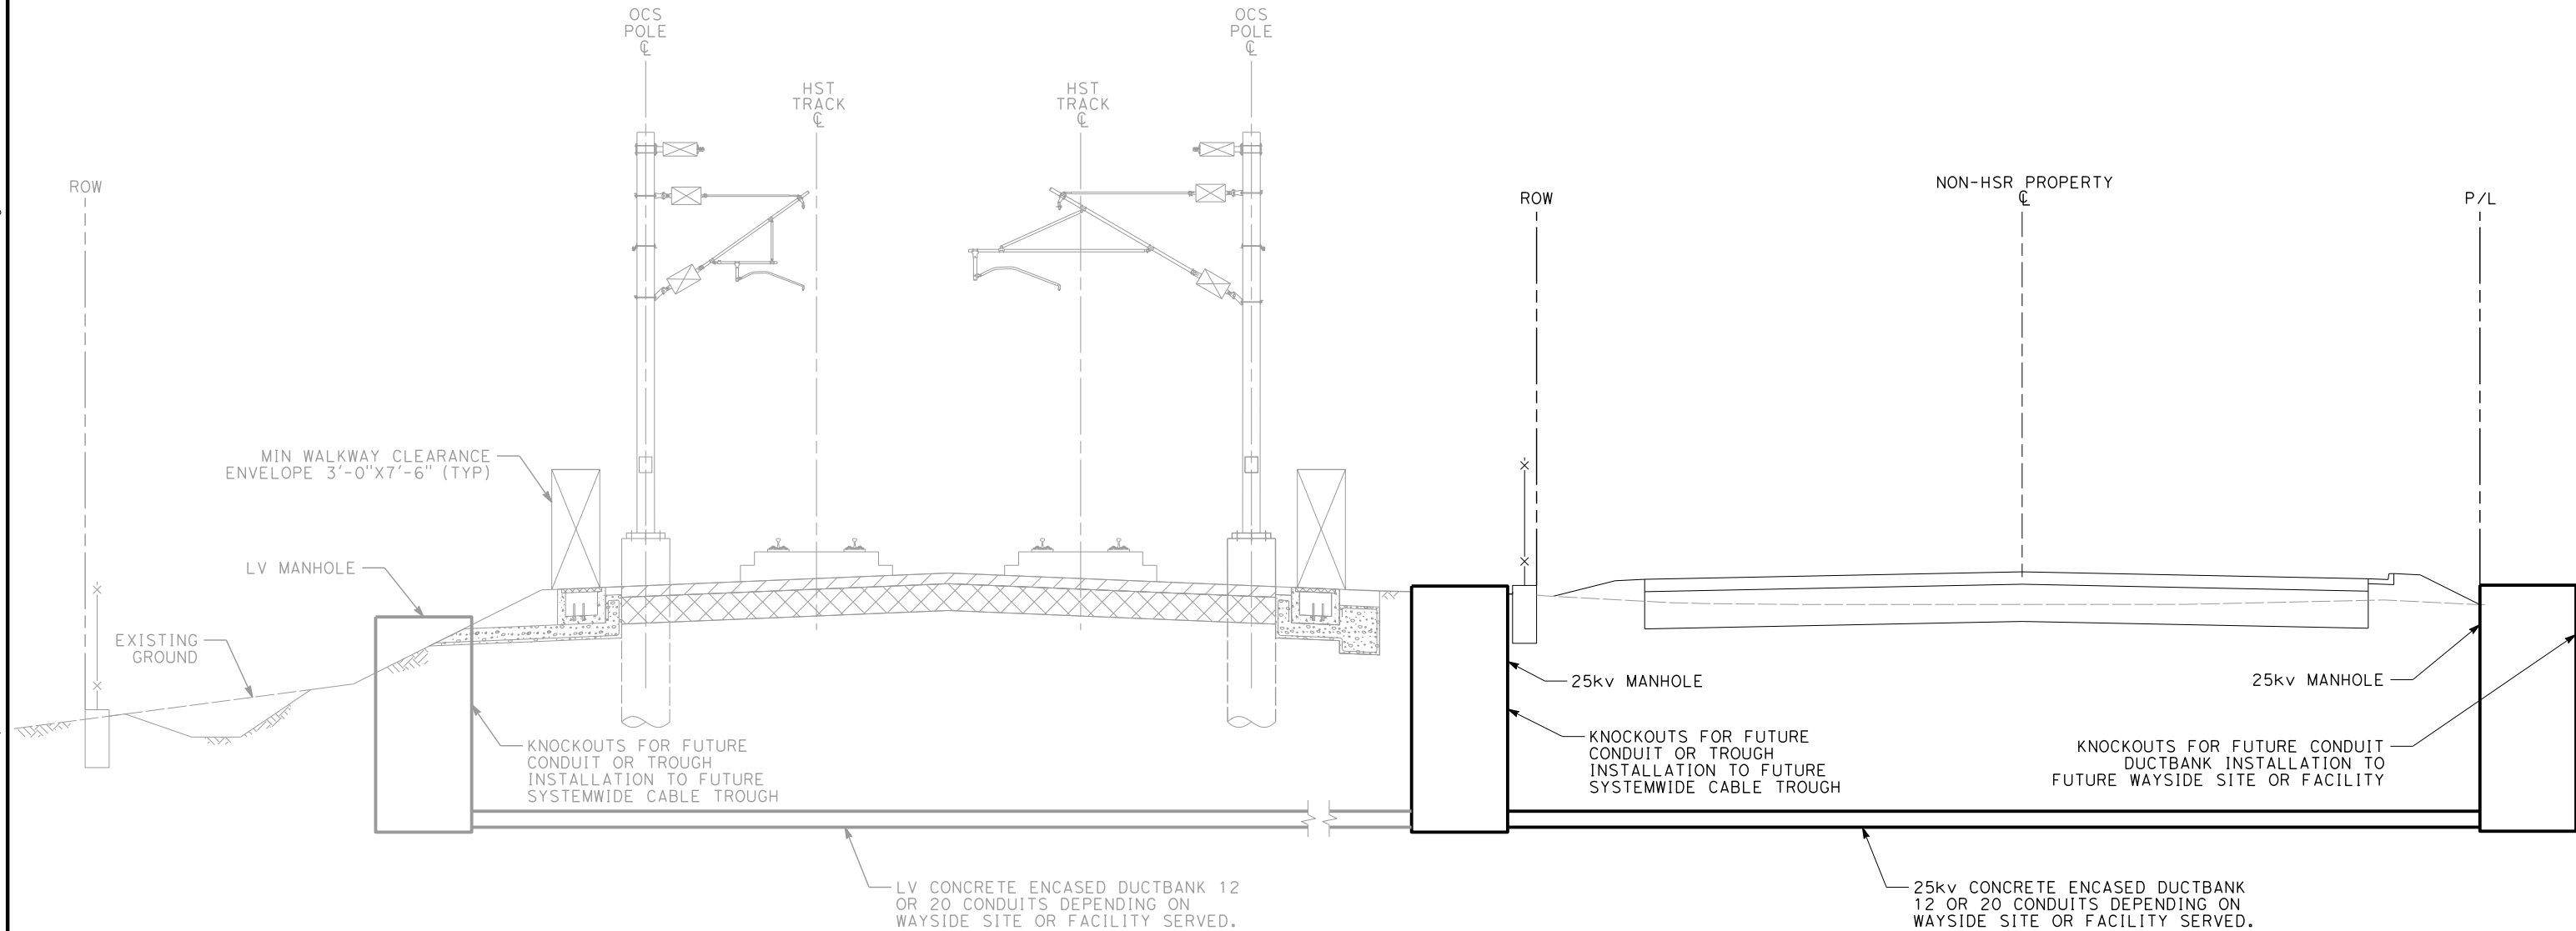 OCS
POLE
℄
OCS
POLE
℄
HST
TRACK
℄
HST
TRACK
℄
ROW
NON-HSR PROPERTY
℄
ROW
P/L
MIN WALKWAY CLEARANCE
ENVELOPE 3'-0"X7'-6" (TYP)
LV MANHOLE
EXISTING
GROUND
25kv MANHOLE
25kv MANHOLE
KNOCKOUTS FOR FUTURE
CONDUIT OR TROUGH
INSTALLATION TO FUTURE
SYSTEMWIDE CABLE TROUGH
KNOCKOUTS FOR FUTURE
CONDUIT OR TROUGH
INSTALLATION TO FUTURE
SYSTEMWIDE CABLE TROUGH
KNOCKOUTS FOR FUTURE CONDUIT
DUCTBANK INSTALLATION TO
FUTURE WAYSIDE SITE OR FACILITY
LV CONCRETE ENCASED DUCTBANK 12
OR 20 CONDUITS DEPENDING ON
WAYSIDE SITE OR FACILITY SERVED.
25kv CONCRETE ENCASED DUCTBANK
12 OR 20 CONDUITS DEPENDING ON
WAYSIDE SITE OR FACILITY SERVED.